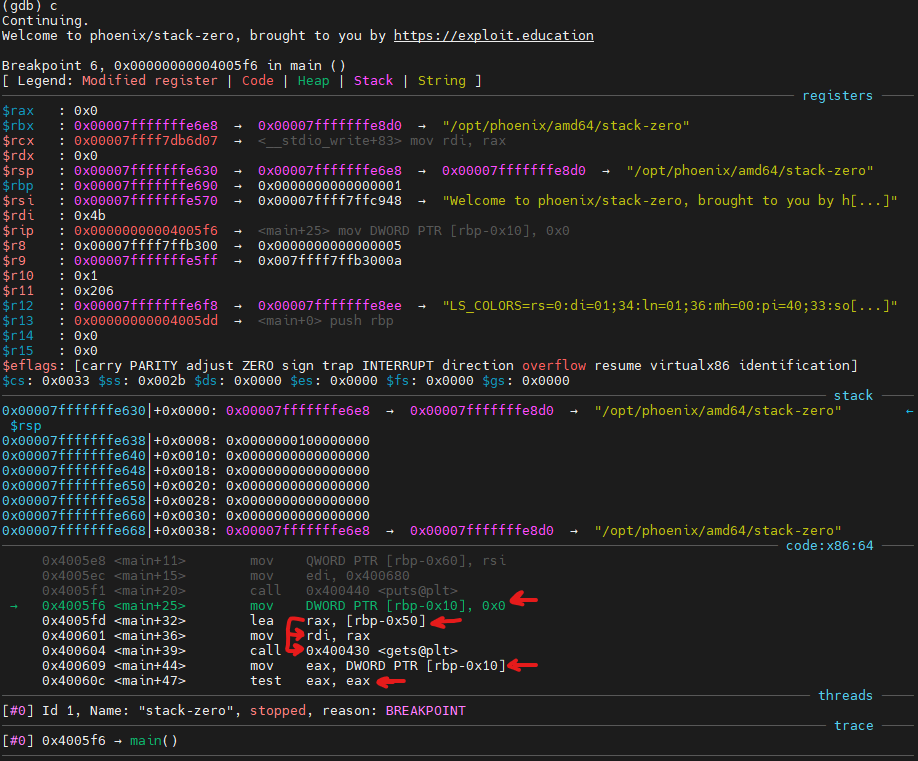 (gdb) c
Continuing.
Welcome to phoenix/stack-zero, brought to you by https://exploit.education
Breakpoint 6, 0x00000000004005f6 in main ()
[ Legend: Modified register | Code | Heap | Stack | String ]
registers
$rax   : 0x0
$rbx   : 0x00007fffffffe6e8  →  0x00007fffffffe8d0  →  "/opt/phoenix/amd64/stack-zero"
$rcx   : 0x00007ffff7db6d07  →  <__stdio_write+83> mov rdi, rax
$rdx   : 0x0
$rsp   : 0x00007fffffffe630  →  0x00007fffffffe6e8  →  0x00007fffffffe8d0  →  "/opt/phoenix/amd64/stack-zero"
$rbp   : 0x00007fffffffe690  →  0x0000000000000001
$rsi   : 0x00007fffffffe570  →  0x00007ffff7ffc948  →  "Welcome to phoenix/stack-zero, brought to you by h[...]"
$rdi   : 0x4b
$rip   : 0x00000000004005f6  →  <main+25> mov DWORD PTR [rbp-0x10], 0x0
$r8    : 0x00007ffff7ffb300  →  0x0000000000000005
$r9    : 0x00007fffffffe5ff  →  0x007ffff7ffb3000a
$r10   : 0x1
$r11   : 0x206
$r12   : 0x00007fffffffe6f8  →  0x00007fffffffe8ee  →  "LS_COLORS=rs=0:di=01;34:ln=01;36:mh=00:pi=40;33:so[...]"
$r13   : 0x00000000004005dd  →  <main+0> push rbp
$r14   : 0x0
$r15   : 0x0
$eflags: [carry PARITY adjust ZERO sign trap INTERRUPT direction overflow resume virtualx86 identification]
$cs: 0x0033 $ss: 0x002b $ds: 0x0000 $es: 0x0000 $fs: 0x0000 $gs: 0x0000
stack
0x00007fffffffe630│+0x0000: 0x00007fffffffe6e8  →  0x00007fffffffe8d0  →  "/opt/phoenix/amd64/stack-zero"        ←
$rsp
0x00007fffffffe638│+0x0008: 0x0000000100000000
0x00007fffffffe640│+0x0010: 0x0000000000000000
0x00007fffffffe648│+0x0018: 0x0000000000000000
0x00007fffffffe650│+0x0020: 0x0000000000000000
0x00007fffffffe658│+0x0028: 0x0000000000000000
0x00007fffffffe660│+0x0030: 0x0000000000000000
0x00007fffffffe668│+0x0038: 0x00007fffffffe6e8  →  0x00007fffffffe8d0  →  "/opt/phoenix/amd64/stack-zero"
code:x86:64
0x4005e8 <main+11>        mov    QWORD PTR [rbp-0x60], rsi
0x4005ec <main+15>        mov    edi, 0x400680
0x4005f1 <main+20>        call   0x400440 <puts@plt>
→   0x4005f6 <main+25>        mov    DWORD PTR [rbp-0x10], 0x0
0x4005fd <main+32>        lea    rax, [rbp-0x50]
0x400601 <main+36>        mov    rdi, rax
0x400604 <main+39>        call   0x400430 <gets@plt>
0x400609 <main+44>        mov    eax, DWORD PTR [rbp-0x10]
0x40060c <main+47>        test   eax, eax
threads
[#0] Id 1, Name: "stack-zero", stopped, reason: BREAKPOINT
trace
[#0] 0x4005f6 → main()